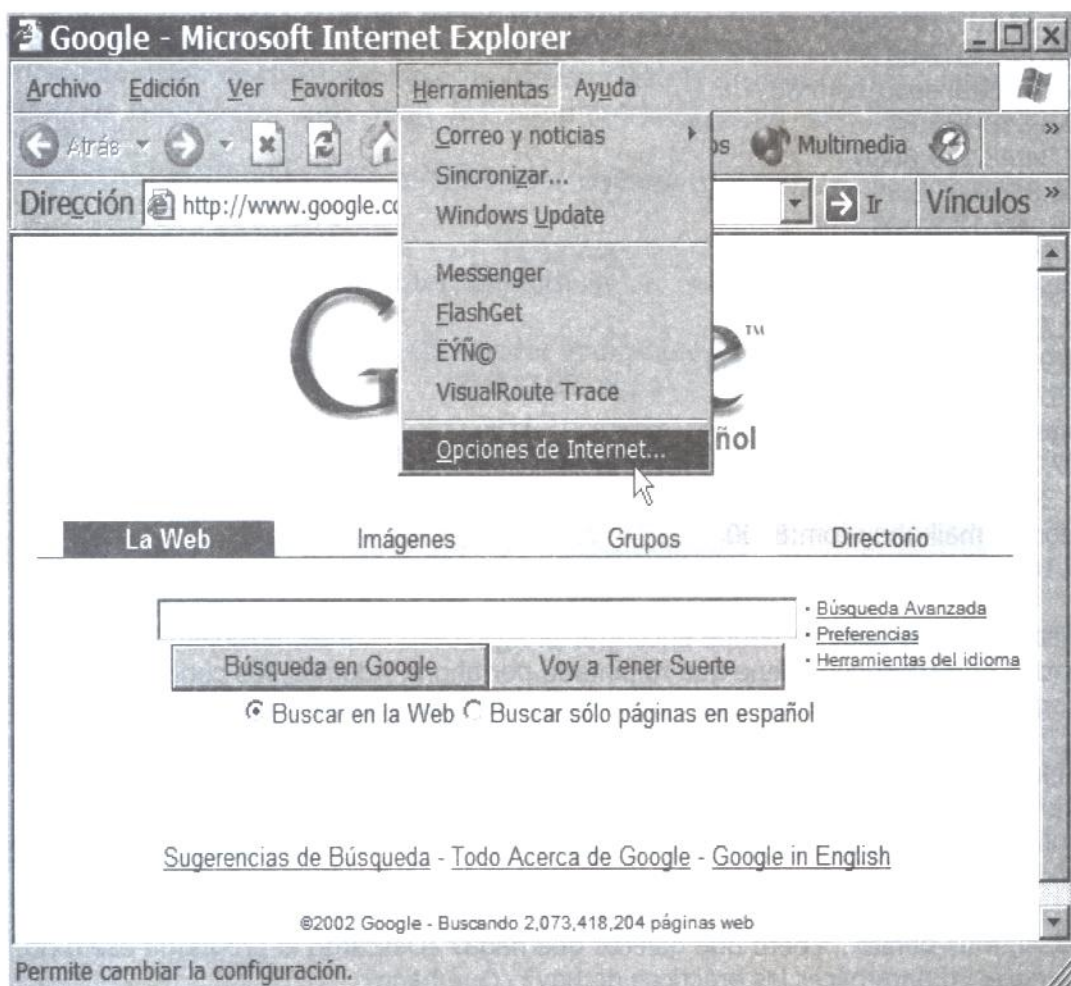 Google - Microsoft Internet Explorer
Archivo Edición Ver Favoritos Herramientas Ayuda
Atrás
Multimedia
»
Correo y noticias
Sincronizar...
Windows Update
Messenger
FlashGet
ËÝÑ©
VisualRoute Trace
Opciones de Internet...
Dirección http://www.google.co
Ir Vínculos »
G e ™
ñol
La Web Imágenes Grupos Directorio
Búsqueda en Google Voy a Tener Suerte
· Búsqueda Avanzada
· Preferencias
· Herramientas del idioma
Buscar en la Web Buscar sólo páginas en español
Sugerencias de Búsqueda - Todo Acerca de Google - Google in English
©2002 Google - Buscando 2,073,418,204 páginas web
Permite cambiar la configuración.